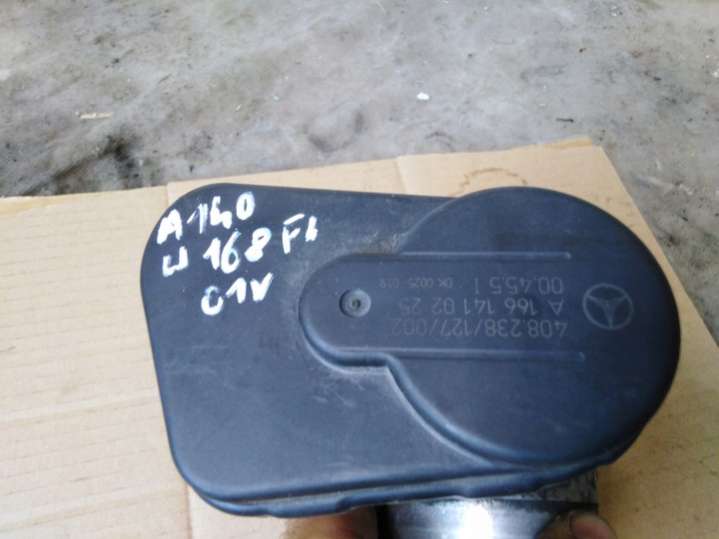 A140
W 168 FL
01V
408.238/127/002
A 166 141 02 25
00.45.5 1